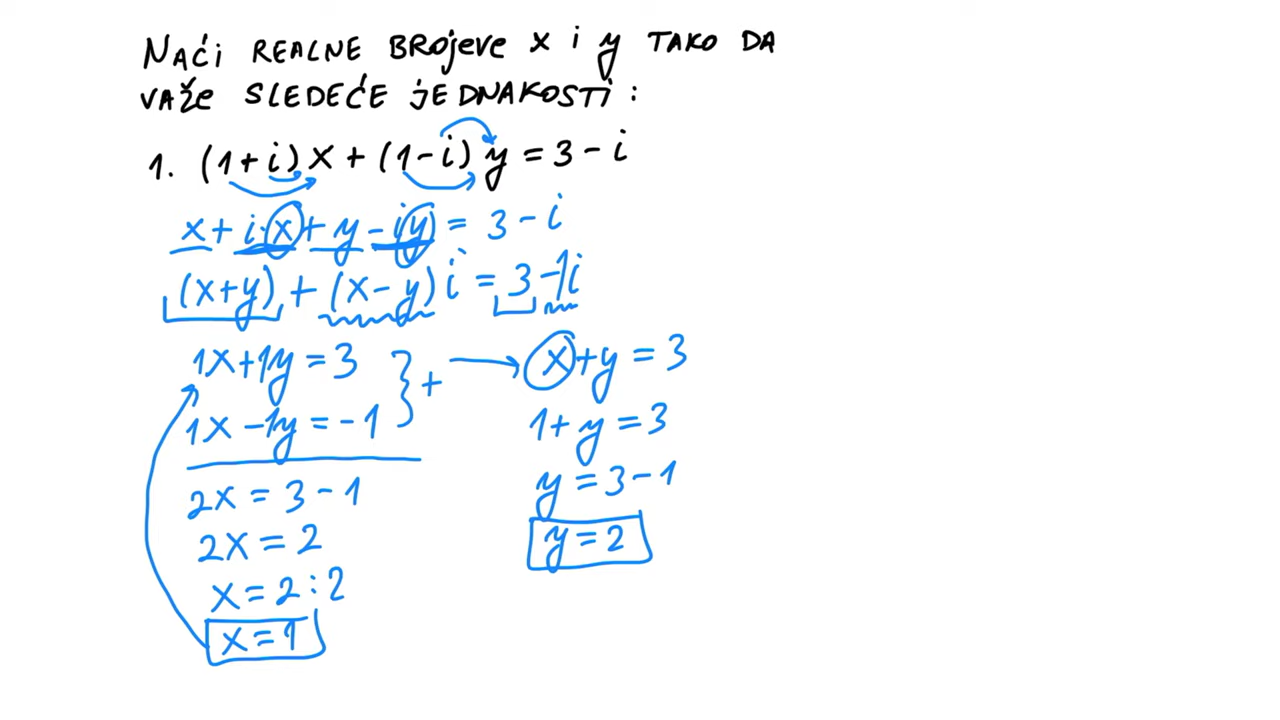 NAĆI REALNE BROJEVE X i y TAKO DA
VAŽE SLEDEĆE JEDNAKOSTI:
1. (1+i)x + (1-i)y = 3-i
x + i·x + y - iy = 3-i
(x+y) + (x-y)i = 3-1i
1x+1y = 3
1x-1y = -1
+
2x = 3-1
2x = 2
x = 2:2
x = 1
x+y = 3
1+y = 3
y = 3-1
y = 2